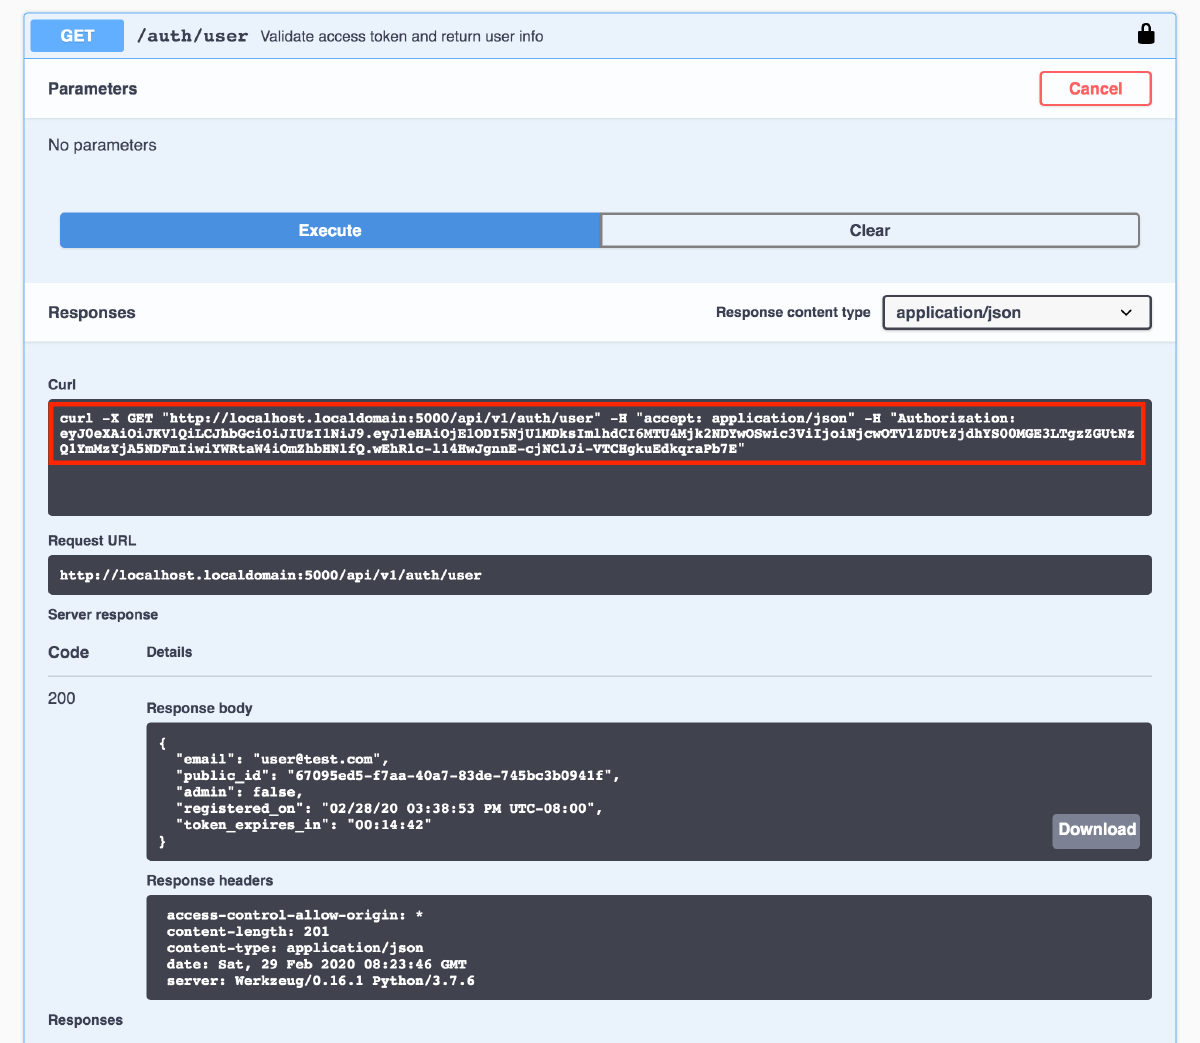 GET /auth/user Validate access token and return user info
Parameters
Cancel
No parameters
Execute
Clear
Responses
Response content type
application/json
Curl
curl -X GET "http://localhost.localdomain:5000/api/v1/auth/user" -H "accept: application/json" -H "Authorization:
eyJ0eXAiOiJKV1QiLCJhbGciOiJIUzI1NiJ9.eyJleHAiOjE1ODI5NjU1MDksImlhdCI6MTU4Mjk2NDYwOSwic3ViIjoiNjcwOTVlZDUtZjdhYS00MGE3LTgzZGUtNz
Q1YmMzYjA5NDFmIiwiYWRtaW4iOmZhbHNlfQ.wEhRlc-l14HwJgnnE-cjNClJi-VTCHgkuEdkqraPb7E"
Request URL
http://localhost.localdomain:5000/api/v1/auth/user
Server response
Code
Details
200
Response body
{
"email": "user@test.com",
"public_id": "67095ed5-f7aa-40a7-83de-745bc3b0941f",
"admin": false,
"registered_on": "02/28/20 03:38:53 PM UTC-08:00",
"token_expires_in": "00:14:42"
}
Download
Response headers
access-control-allow-origin: *
content-length: 201
content-type: application/json
date: Sat, 29 Feb 2020 08:23:46 GMT
server: Werkzeug/0.16.1 Python/3.7.6
Responses